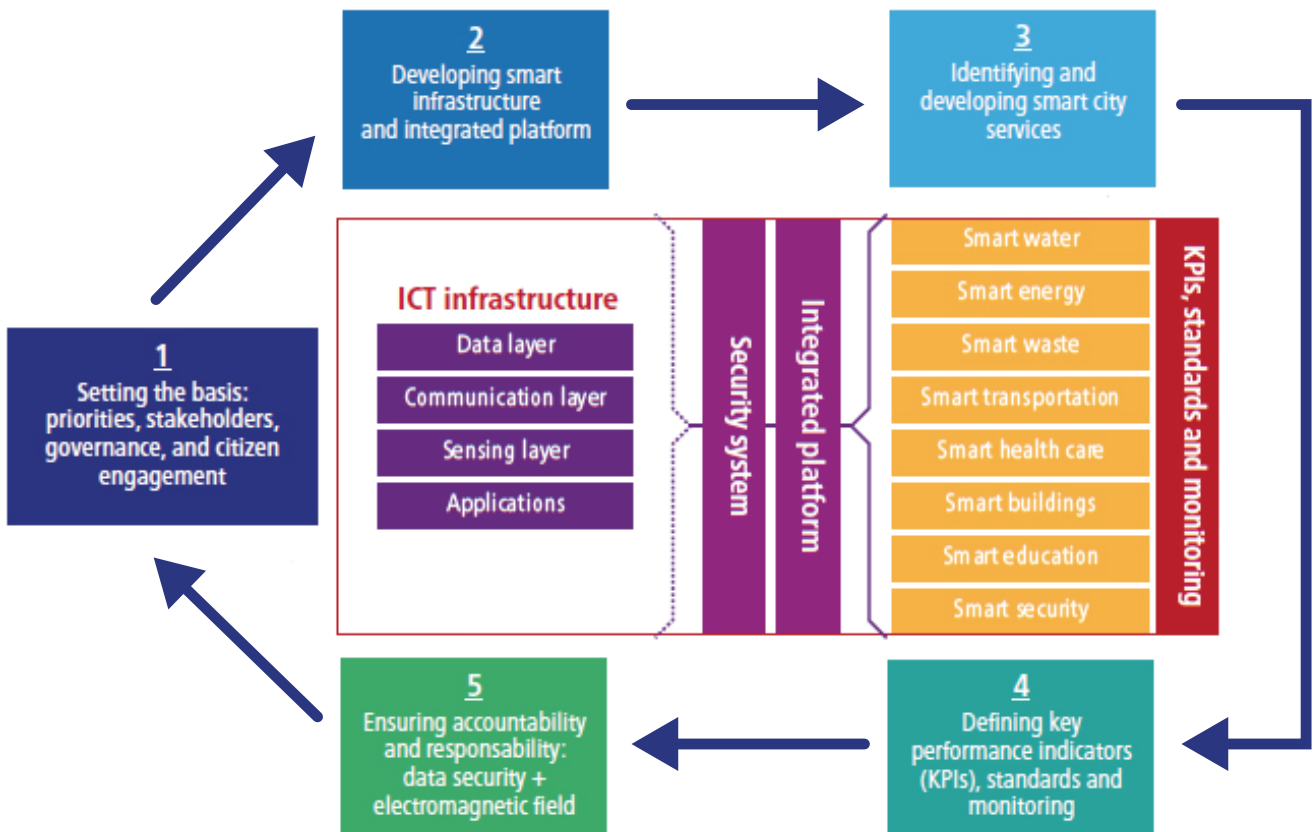 2
Developing smart
infrastructure
and integrated platform
3
Identifying and
developing smart city
services
1
Setting the basis:
priorities, stakeholders,
governance, and citizen
engagement
ICT infrastructure
Data layer
Communication layer
Sensing layer
Applications
Security system
Integrated platform
Smart water
Smart energy
Smart waste
Smart transportation
Smart health care
Smart buildings
Smart education
Smart security
KPIs, standards and monitoring
5
Ensuring accountability
and responsability:
data security +
electromagnetic field
4
Defining key
performance indicators
(KPIs), standards and
monitoring